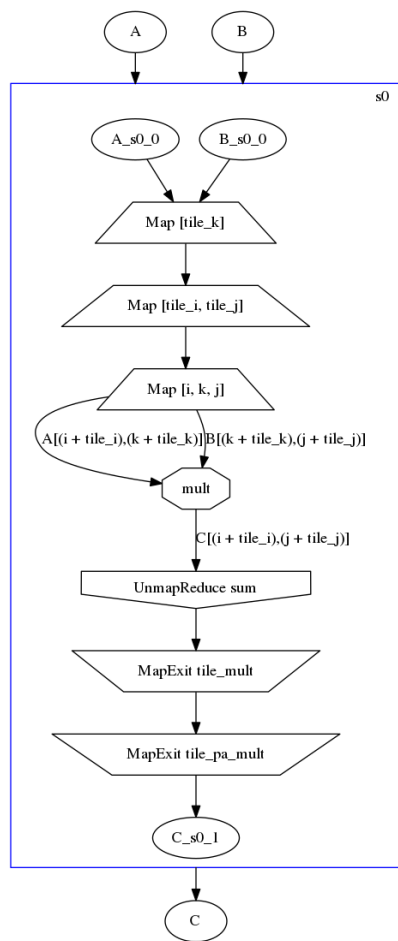 A
B
s0
A_s0_0
B_s0_0
Map [tile_k]
Map [tile_i, tile_j]
Map [i, k, j]
A[(i + tile_i),(k + tile_k)]
B[(k + tile_k),(j + tile_j)]
mult
C[(i + tile_i),(j + tile_j)]
UnmapReduce sum
MapExit tile_mult
MapExit tile_pa_mult
C_s0_1
C